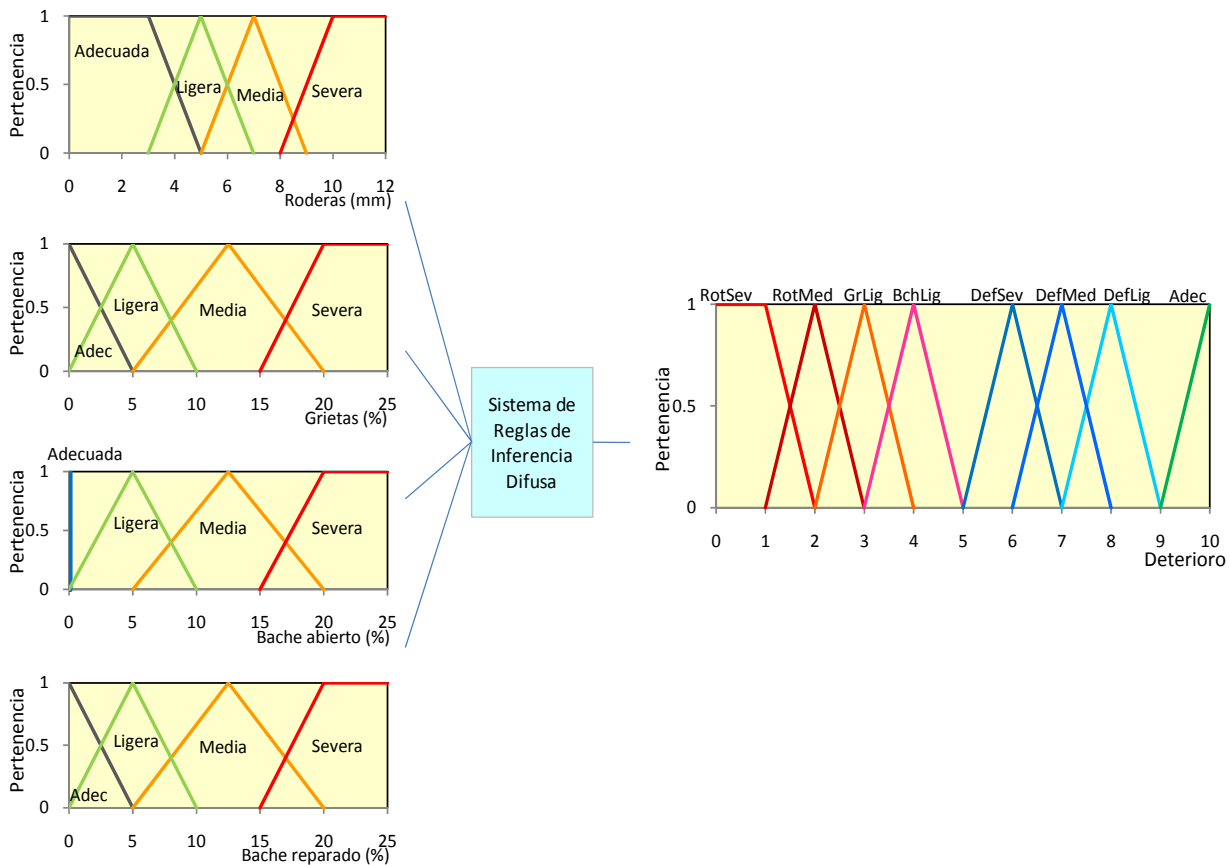 Pertenencia
1
0.5
0
Adecuada
Ligera
Media
Severa
0 2 4 6 8 10 12
Roderas (mm)
Pertenencia
1
0.5
0
Adec
Ligera
Media
Severa
0 5 10 15 20 25
Grietas (%)
Adecuada
Pertenencia
1
0.5
0
Ligera
Media
Severa
0 5 10 15 20 25
Bache abierto (%)
Pertenencia
1
0.5
0
Adec
Ligera
Media
Severa
0 5 10 15 20 25
Bache reparado (%)
Sistema de
Reglas de
Inferencia
Difusa
RotSev RotMed GrLig BchLig DefSev DefMed DefLig Adec
Pertenencia
1
0.5
0
0 1 2 3 4 5 6 7 8 9 10
Deterioro